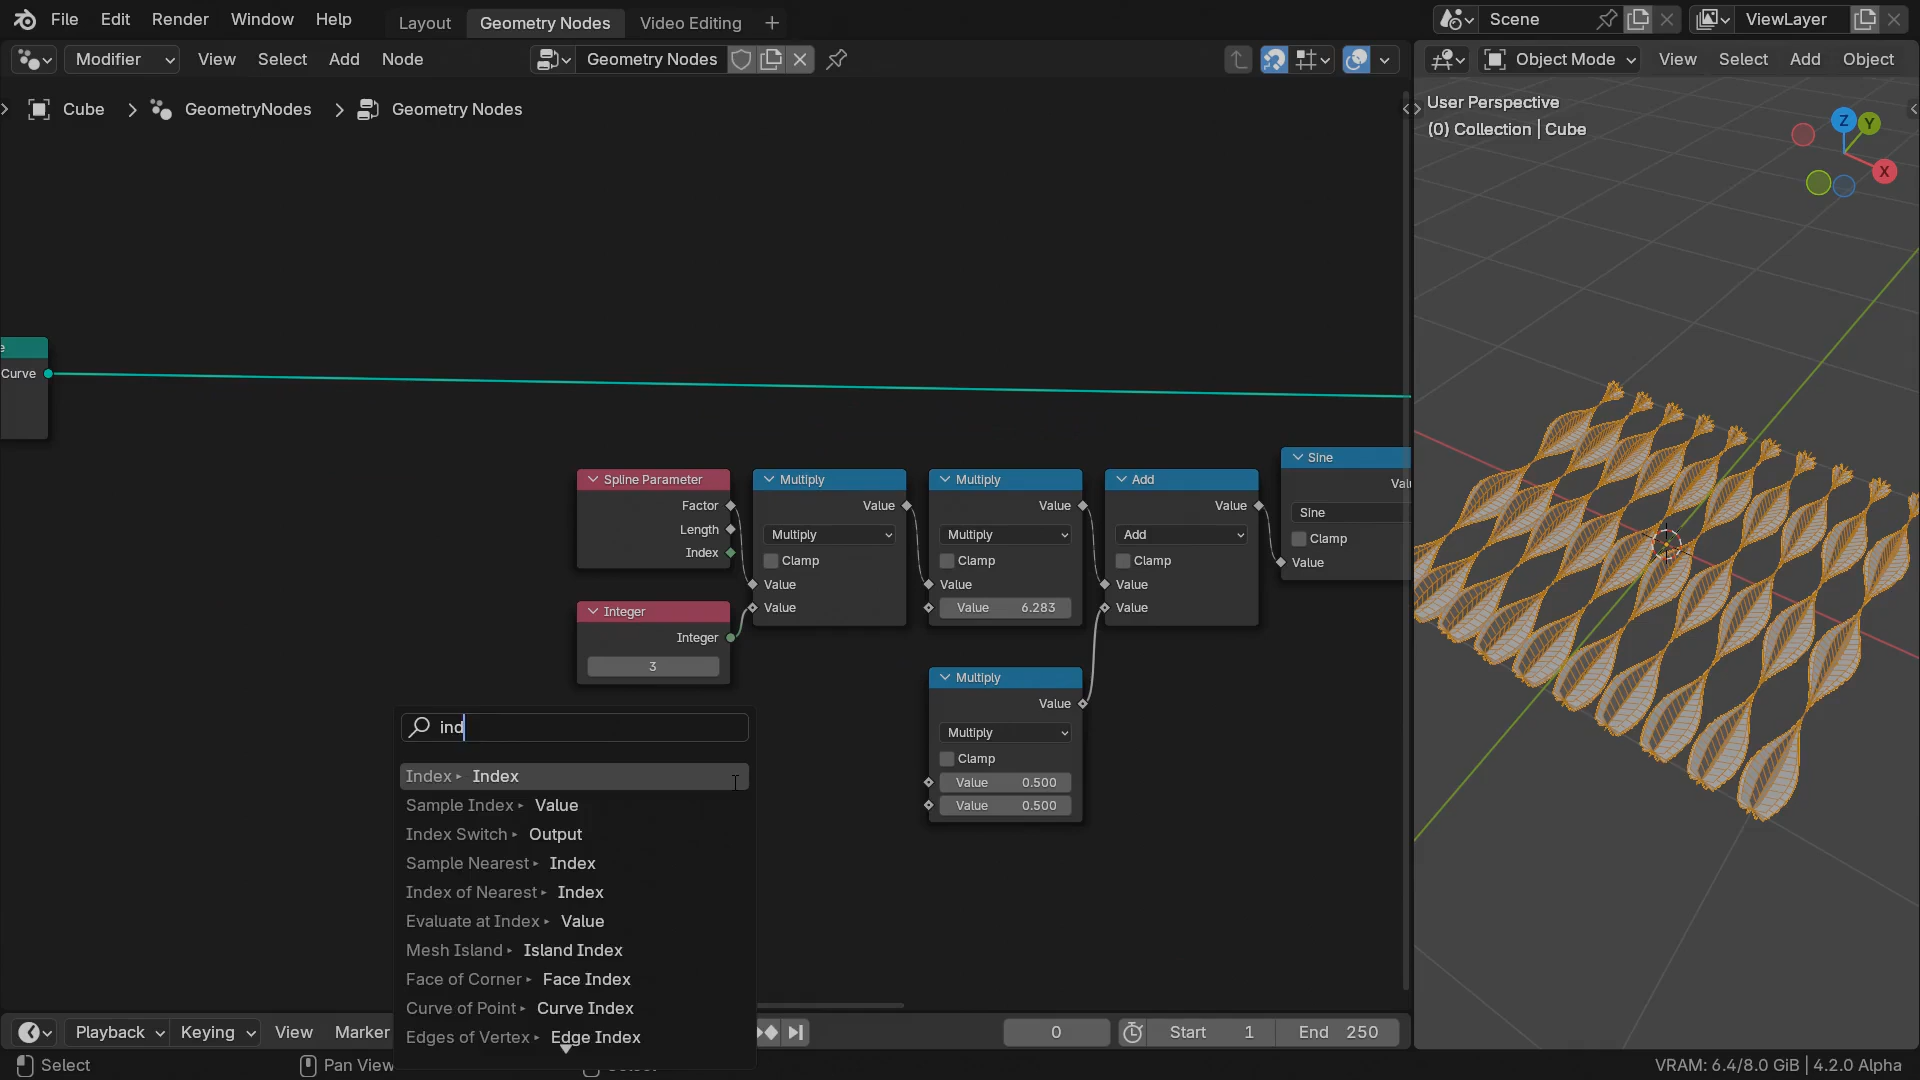 File Edit Render Window Help Layout Geometry Nodes Video Editing + Scene ViewLayer
Modifier View Select Add Node Geometry Nodes Object Mode View Select Add Object
Cube GeometryNodes Geometry Nodes
User Perspective
(0) Collection | Cube
Z Y
X
Curve
Spline Parameter
Factor
Length
Index
Integer
Integer
3
Multiply
Value
Multiply
Clamp
Value
Value
Multiply
Value
Multiply
Clamp
Value
Value 6.283
Add
Value
Add
Clamp
Value
Value
Sine
Sine
Clamp
Value
Multiply
Value
Multiply
Clamp
Value 0.500
Value 0.500
ind
Index Index
Sample Index Value
Index Switch Output
Sample Nearest Index
Index of Nearest Index
Evaluate at Index Value
Mesh Island Island Index
Face of Corner Face Index
Curve of Point Curve Index
Edges of Vertex Edge Index
Playback Keying View Marker 0 Start 1 End 250
Select Pan View VRAM: 6.4/8.0 GiB | 4.2.0 Alpha